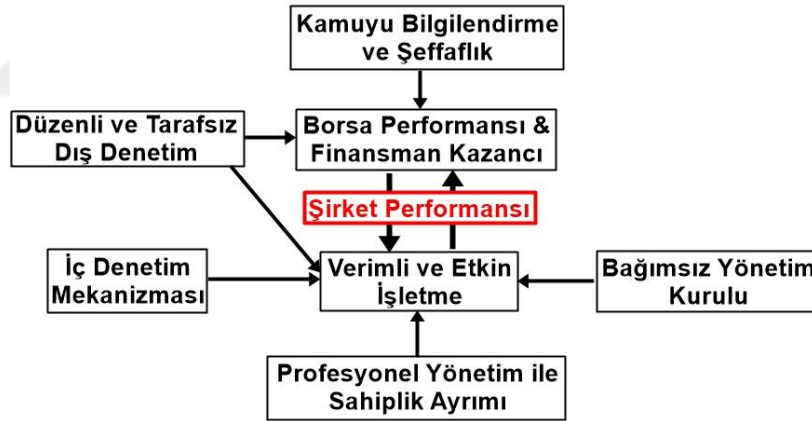 Kamuyu Bilgilendirme
ve Şeffaflık
Düzenli ve Tarafsız
Dış Denetim
Borsa Performansı &
Finansman Kazancı
Şirket Performansı
İç Denetim
Mekanizması
Verimli ve Etkin
İşletme
Bağımsız Yönetim
Kurulu
Profesyonel Yönetim ile
Sahiplik Ayrımı